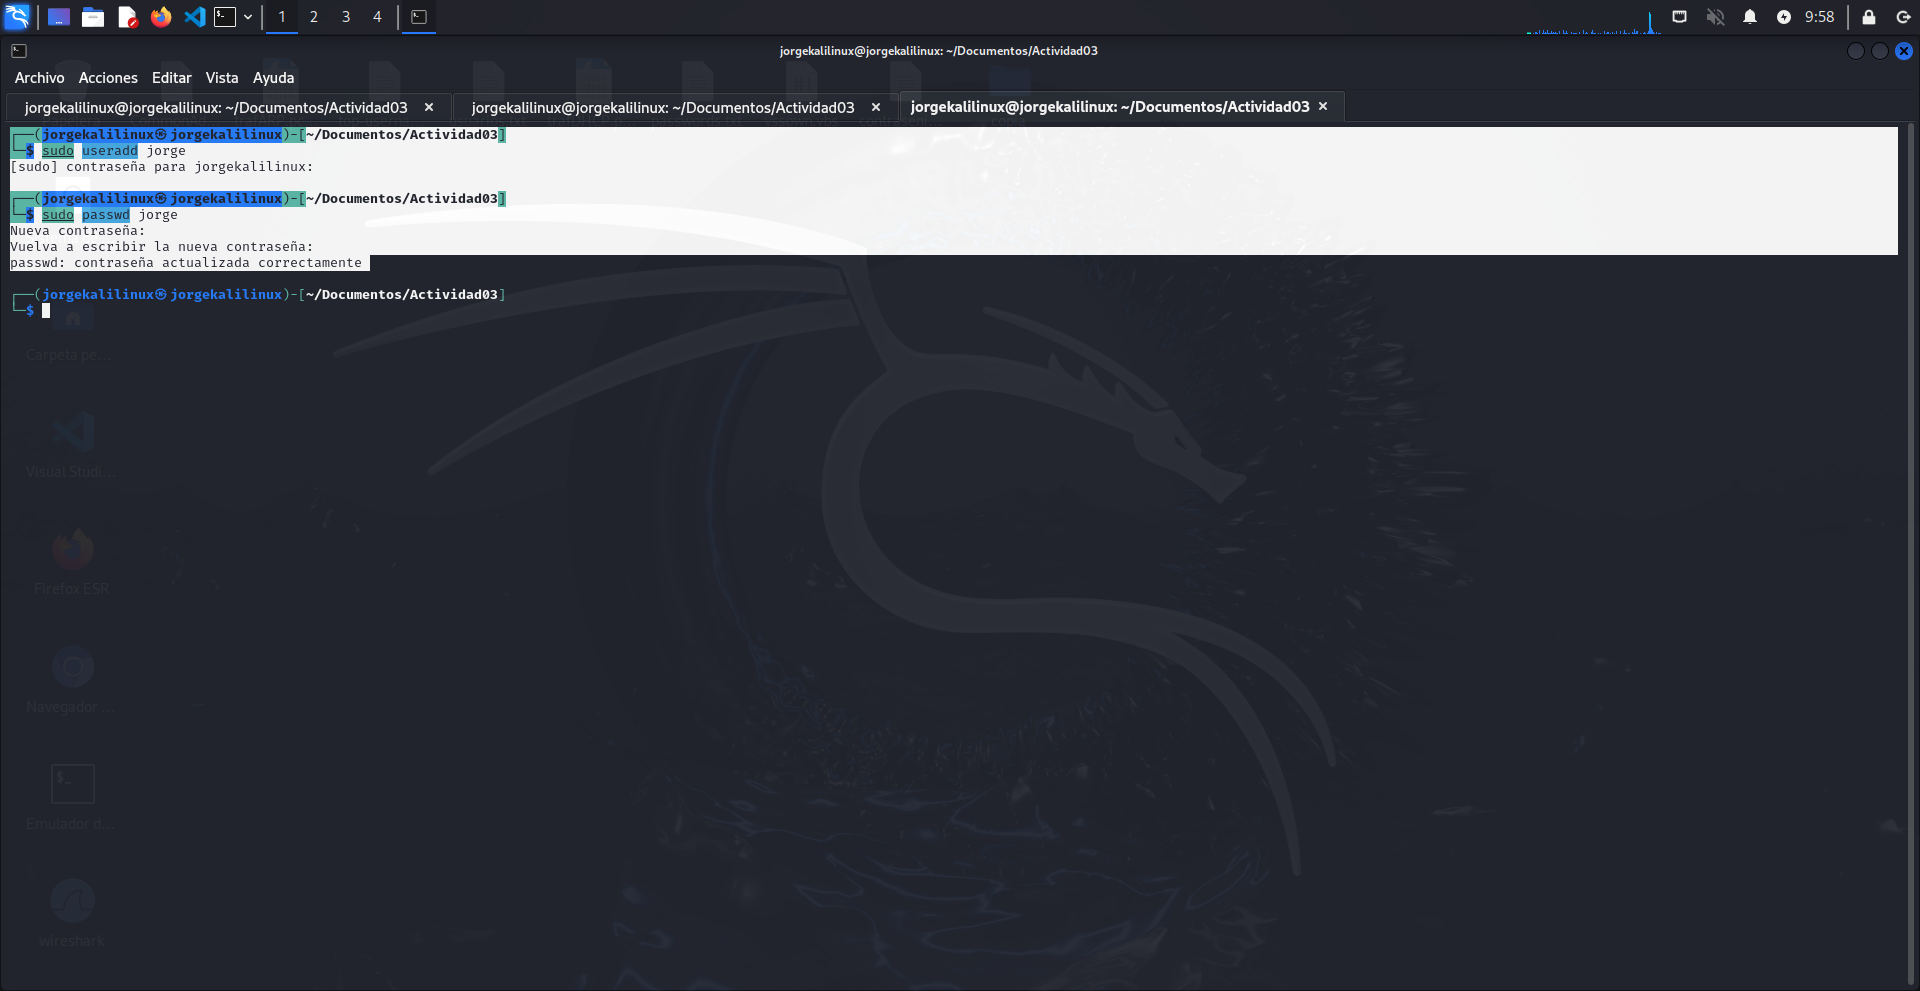 1 2 3 4 9:58
jorgekalilinux@jorgekalilinux: ~/Documentos/Actividad03
Archivo Acciones Editar Vista Ayuda
jorgekalilinux@jorgekalilinux: ~/Documentos/Actividad03 jorgekalilinux@jorgekalilinux: ~/Documentos/Actividad03 jorgekalilinux@jorgekalilinux: ~/Documentos/Actividad03
┌──(jorgekalilinux㉿jorgekalilinux)-[~/Documentos/Actividad03]
└─$ sudo useradd jorge
[sudo] contraseña para jorgekalilinux:
┌──(jorgekalilinux㉿jorgekalilinux)-[~/Documentos/Actividad03]
└─$ sudo passwd jorge
Nueva contraseña:
Vuelva a escribir la nueva contraseña:
passwd: contraseña actualizada correctamente
┌──(jorgekalilinux㉿jorgekalilinux)-[~/Documentos/Actividad03]
└─$
Carpeta pe...
Visual Studi...
Firefox ESR
Navegador ...
Emulador d...
wireshark